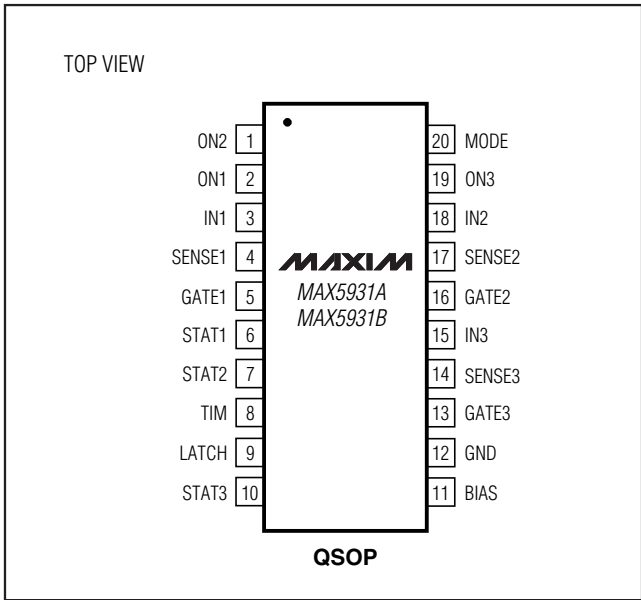 TOP VIEW
ON2 1
ON1 2
IN1 3
SENSE1 4
GATE1 5
STAT1 6
STAT2 7
TIM 8
LATCH 9
STAT3 10
MAXIM
MAX5931A
MAX5931B
20 MODE
19 ON3
18 IN2
17 SENSE2
16 GATE2
15 IN3
14 SENSE3
13 GATE3
12 GND
11 BIAS
QSOP